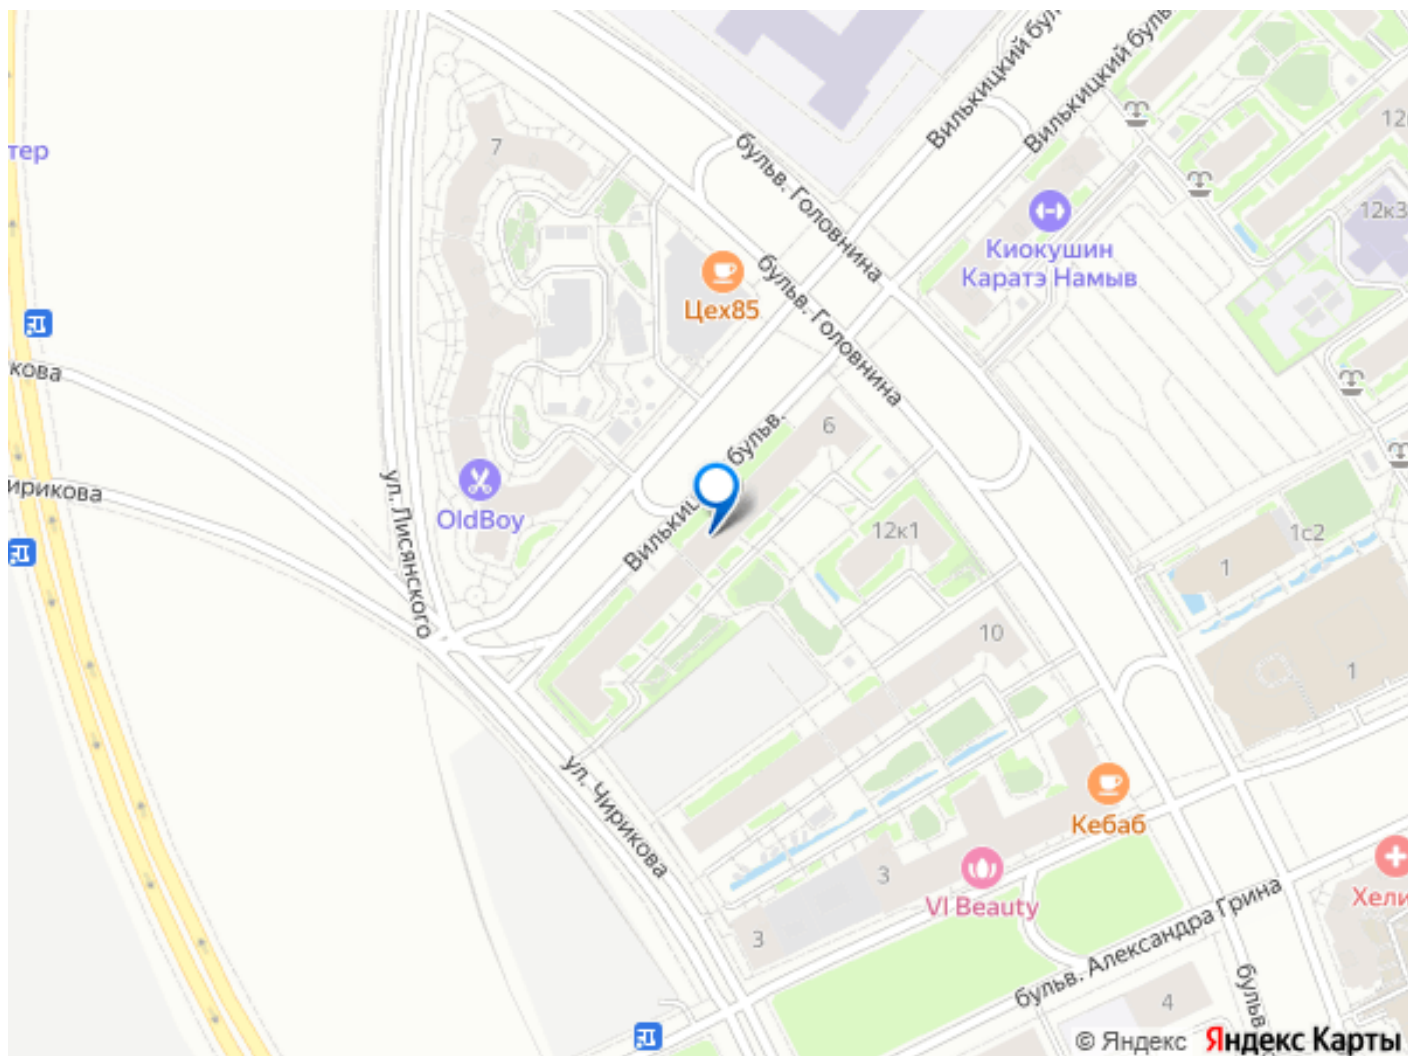 Вилькицкий бул
Вилькицкий буль
7
тер
бульв. Головнина
12к3
Киокушин
Каратэ Намыв
Цех85
бульв. Головнина
кова
6
бульв.
ирикова
ул. Лисянского
OldBoy
Вилькиц
12к1
1с2
1
10
1
ул. Чирикова
Кебаб
3
VI Beauty
Хели
3
бульв. Александра Грина
бульв
4
© Яндекс Яндекс Карты